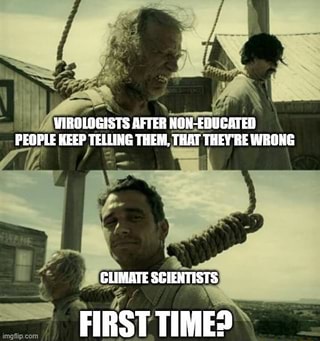 VIROLOGISTS AFTER NON-EDUCATED
PEOPLE KEEP TELLING THEM, THAT THEY'RE WRONG
CLIMATE SCIENTISTS
FIRST TIME?
imgflip.com